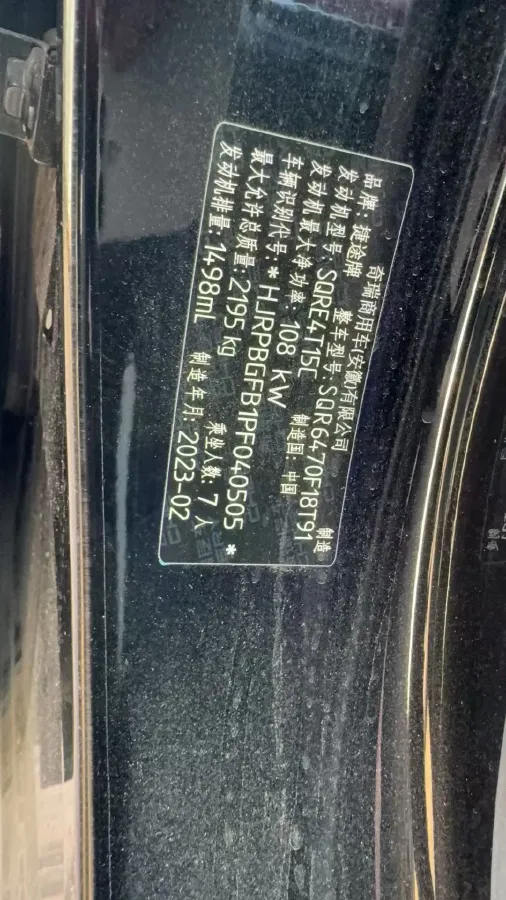 奇瑞商用车(安徽)有限公司 制造
品牌:捷途牌 整车型号:SQR6470F18T91
发动机型号:SQRE4T15C 制造国:中国
发动机最大净功率:108 kW
车辆识别代号:*HJRPBGFB1PF040505*
最大允许总质量:2195 kg 乘坐人数:7人
发动机排量:1498mL 制造年月:2023-02